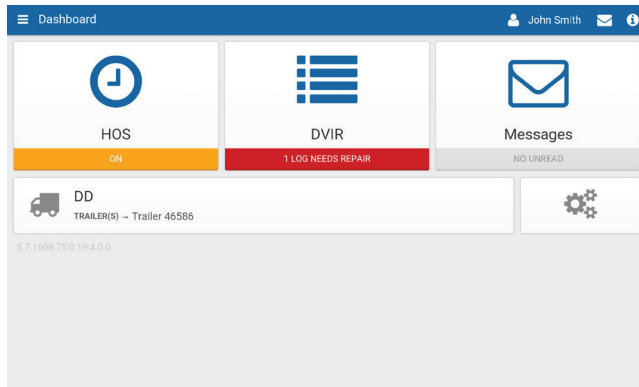 Dashboard
John Smith
HOS
ON
DVIR
1 LOG NEEDS REPAIR
Messages
NO UNREAD
DD
TRAILER(S) → Trailer 46586
5.7.1608.75:0.19:4.0.0